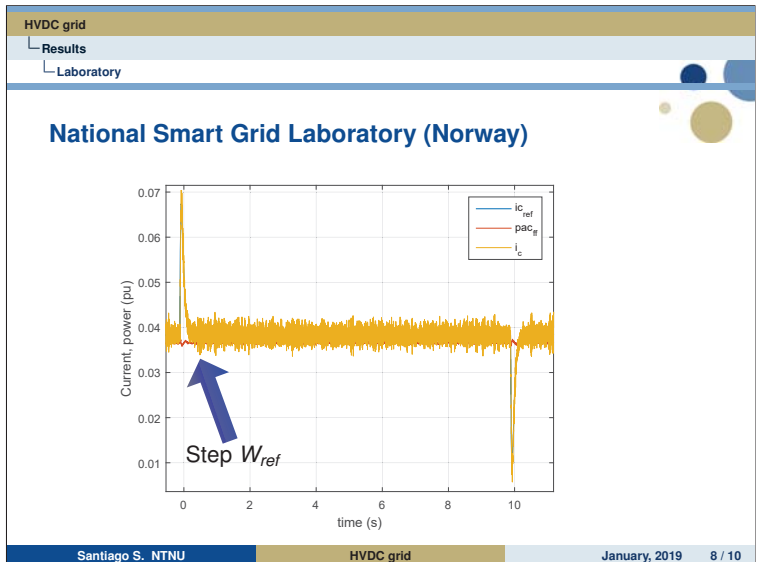 HVDC grid
Results
Laboratory
National Smart Grid Laboratory (Norway)
0.07
0.06
0.05
0.04
0.03
0.02
0.01
Current, power (pu)
ic_ref
pac_ff
i_c
Step W_ref
0 2 4 6 8 10
time (s)
Santiago S. NTNU HVDC grid January, 2019 8 / 10